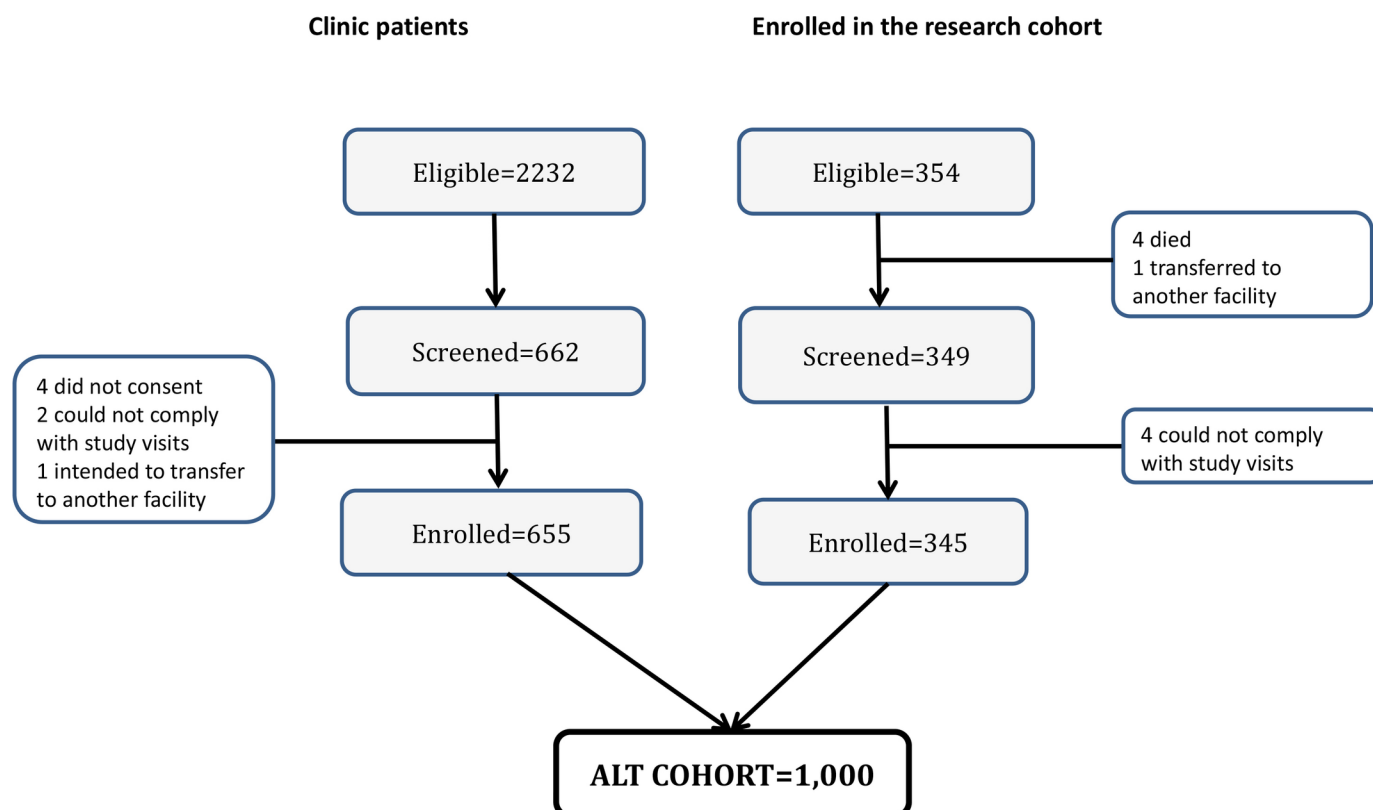 Clinic patients
Enrolled in the research cohort
Eligible=2232
Eligible=354
4 died
1 transferred to
another facility
Screened=662
Screened=349
4 did not consent
2 could not comply
with study visits
1 intended to transfer
to another facility
4 could not comply
with study visits
Enrolled=655
Enrolled=345
ALT COHORT=1,000